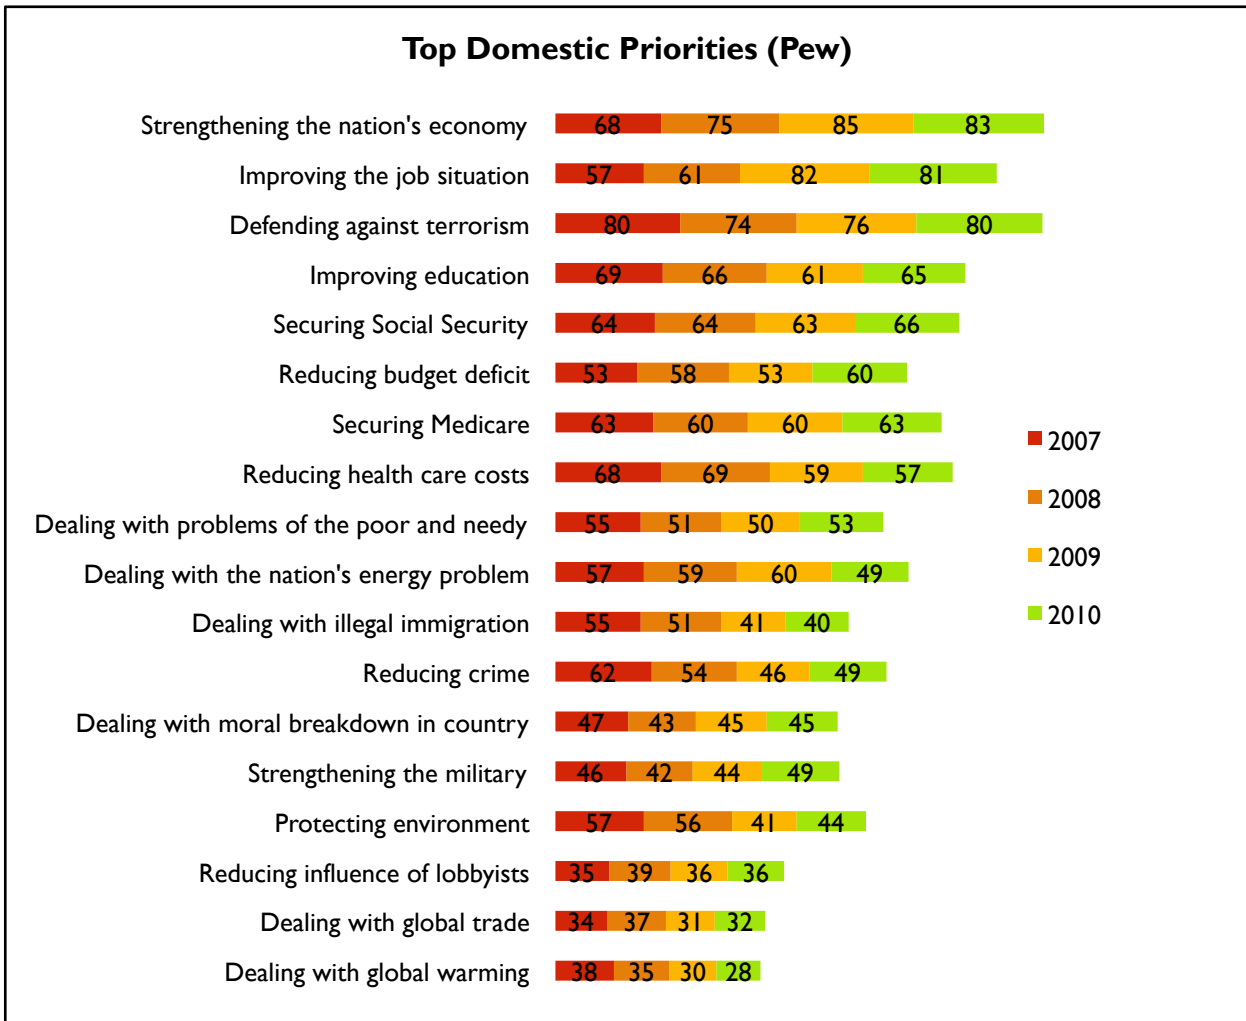 Top Domestic Priorities (Pew)
Strengthening the nation's economy 68 75 85 83
Improving the job situation 57 61 82 81
Defending against terrorism 80 74 76 80
Improving education 69 66 61 65
Securing Social Security 64 64 63 66
Reducing budget deficit 53 58 53 60
Securing Medicare 63 60 60 63
Reducing health care costs 68 69 59 57
Dealing with problems of the poor and needy 55 51 50 53
Dealing with the nation's energy problem 57 59 60 49
Dealing with illegal immigration 55 51 41 40
Reducing crime 62 54 46 49
Dealing with moral breakdown in country 47 43 45 45
Strengthening the military 46 42 44 49
Protecting environment 57 56 41 44
Reducing influence of lobbyists 35 39 36 36
Dealing with global trade 34 37 31 32
Dealing with global warming 38 35 30 28
2007
2008
2009
2010